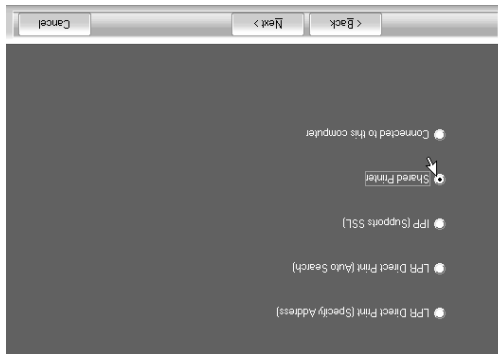 LPR Direct Print (Specify Address)
LPR Direct Print (Auto Search)
IPP (Supports SSL)
Shared Printer
Connected to this computer
< Back
Next >
Cancel